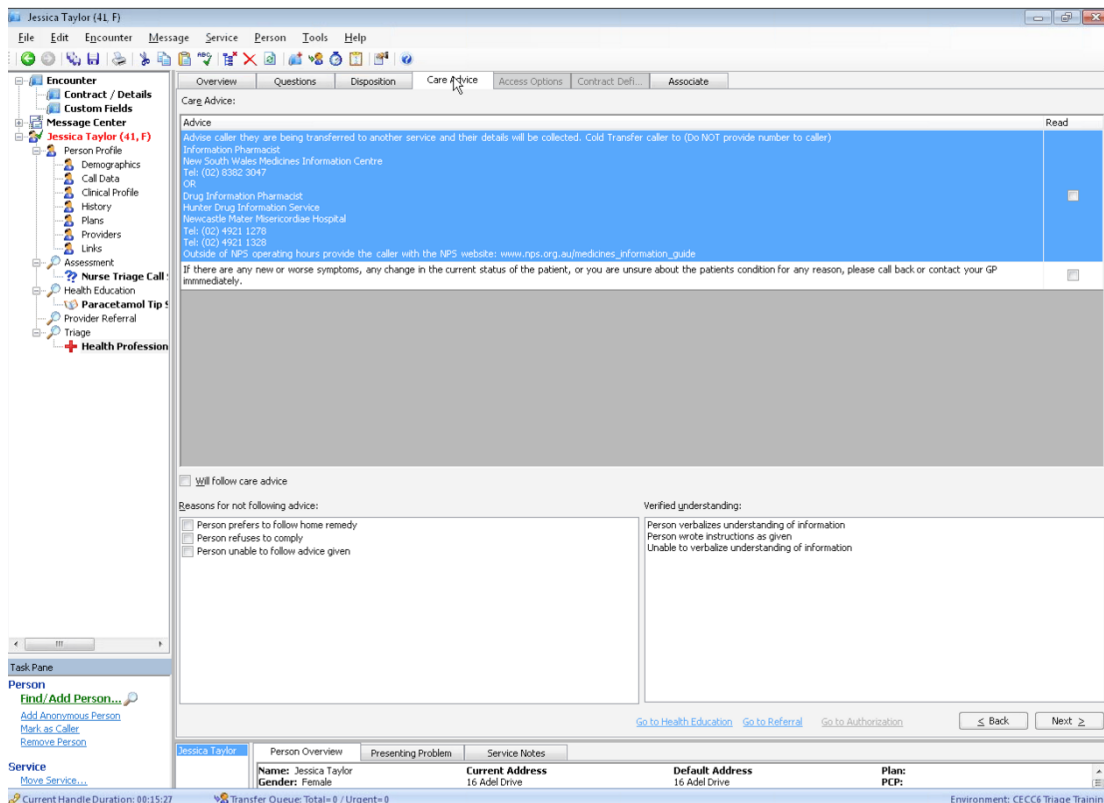 Jessica Taylor (41, F)
File Edit Encounter Message Service Person Tools Help
Encounter
Contract / Details
Custom Fields
Message Center
Jessica Taylor (41, F)
Person Profile
Demographics
Call Data
Clinical Profile
History
Plans
Providers
Links
Assessment
?? Nurse Triage Call
Health Education
Paracetamol Tip S
Provider Referral
Triage
Health Profession
Overview Questions Disposition Care Advice Access Options Contract Defi... Associate
Care Advice:
Advice Read
Advise caller they are being transferred to another service and their details will be collected. Cold Transfer caller to (Do NOT provide number to caller)
Information Pharmacist
New South Wales Medicines Information Centre
Tel: (02) 8382 3047
OR
Drug Information Pharmacist
Hunter Drug Information Service
Newcastle Mater Misericordiae Hospital
Tel: (02) 4921 1278
Tel: (02) 4921 1328
Outside of NPS operating hours provide the caller with the NPS website: www.nps.org.au/medicines_information_guide
If there are any new or worse symptoms, any change in the current status of the patient, or you are unsure about the patients condition for any reason, please call back or contact your GP
immmediately.
Will follow care advice
Reasons for not following advice:
Person prefers to follow home remedy
Person refuses to comply
Person unable to follow advice given
Verified understanding:
Person verbalizes understanding of information
Person wrote instructions as given
Unable to verbalize understanding of information
Go to Health Education Go to Referral Go to Authorization < Back Next >
Task Pane
Person
Find/Add Person...
Add Anonymous Person
Mark as Caller
Remove Person
Service
Move Service...
Jessica Taylor
Person Overview Presenting Problem Service Notes
Name: Jessica Taylor Current Address Default Address Plan:
Gender: Female 16 Adel Drive 16 Adel Drive PCP:
Current Handle Duration: 00:15:27 Transfer Queue: Total= 0 / Urgent= 0 Environment: CECC6 Triage Trainin